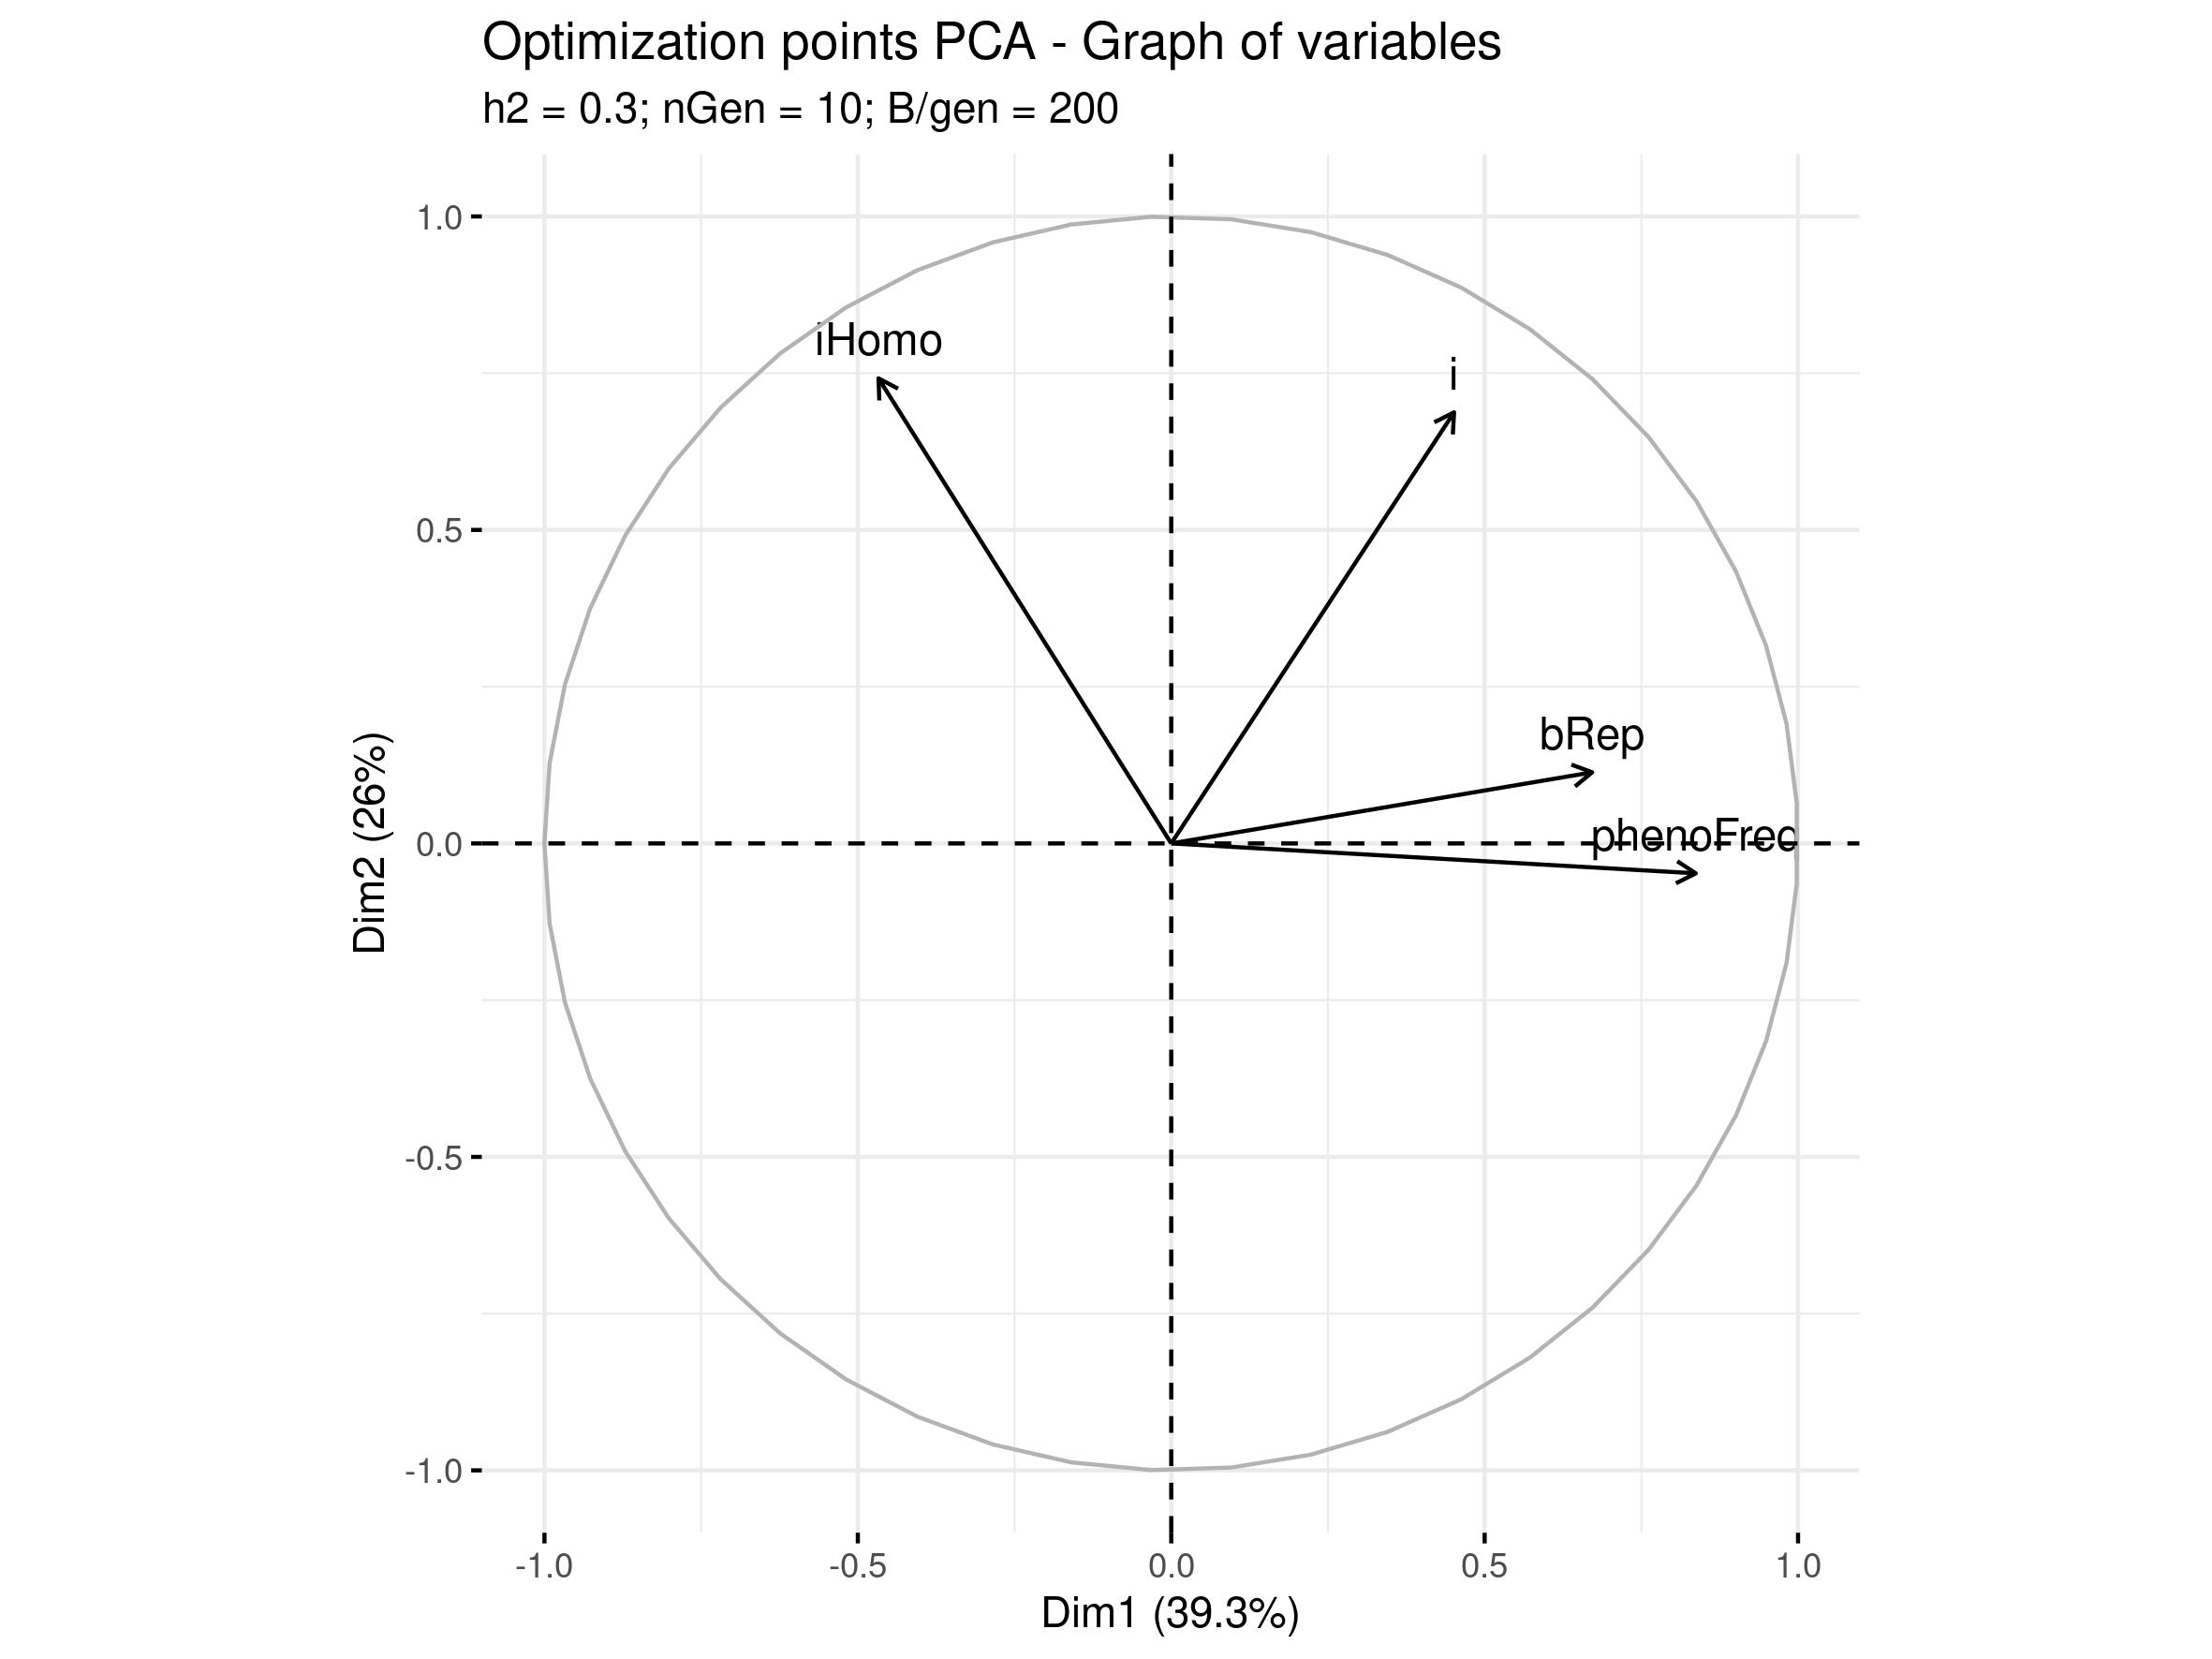 Optimization points PCA - Graph of variables
h2 = 0.3; nGen = 10; B/gen = 200
1.0
iHomo
i
0.5
bRep
phenoFreq
0.0
Dim2 (26%)
-0.5
-1.0
-1.0 -0.5 0.0 0.5 1.0
Dim1 (39.3%)